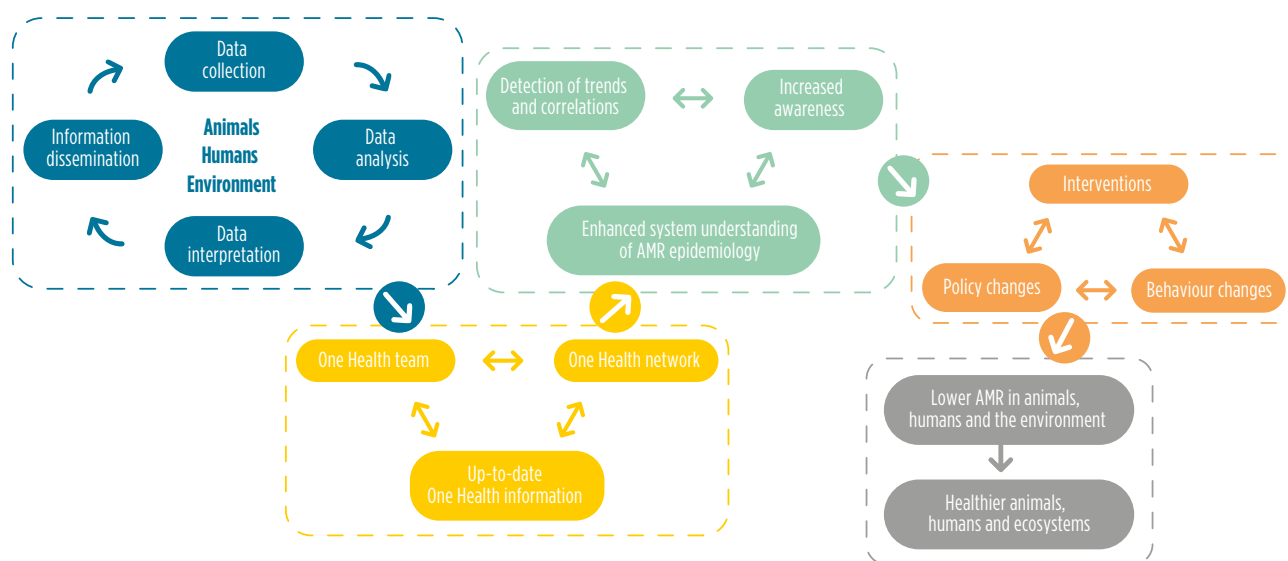 Data
collection
Information
dissemination
Animals
Humans
Environment
Data
analysis
Data
interpretation
Detection of trends
and correlations
Increased
awareness
Enhanced system understanding
of AMR epidemiology
One Health team
One Health network
Up-to-date
One Health information
Interventions
Policy changes
Behaviour changes
Lower AMR in animals,
humans and the environment
Healthier animals,
humans and ecosystems